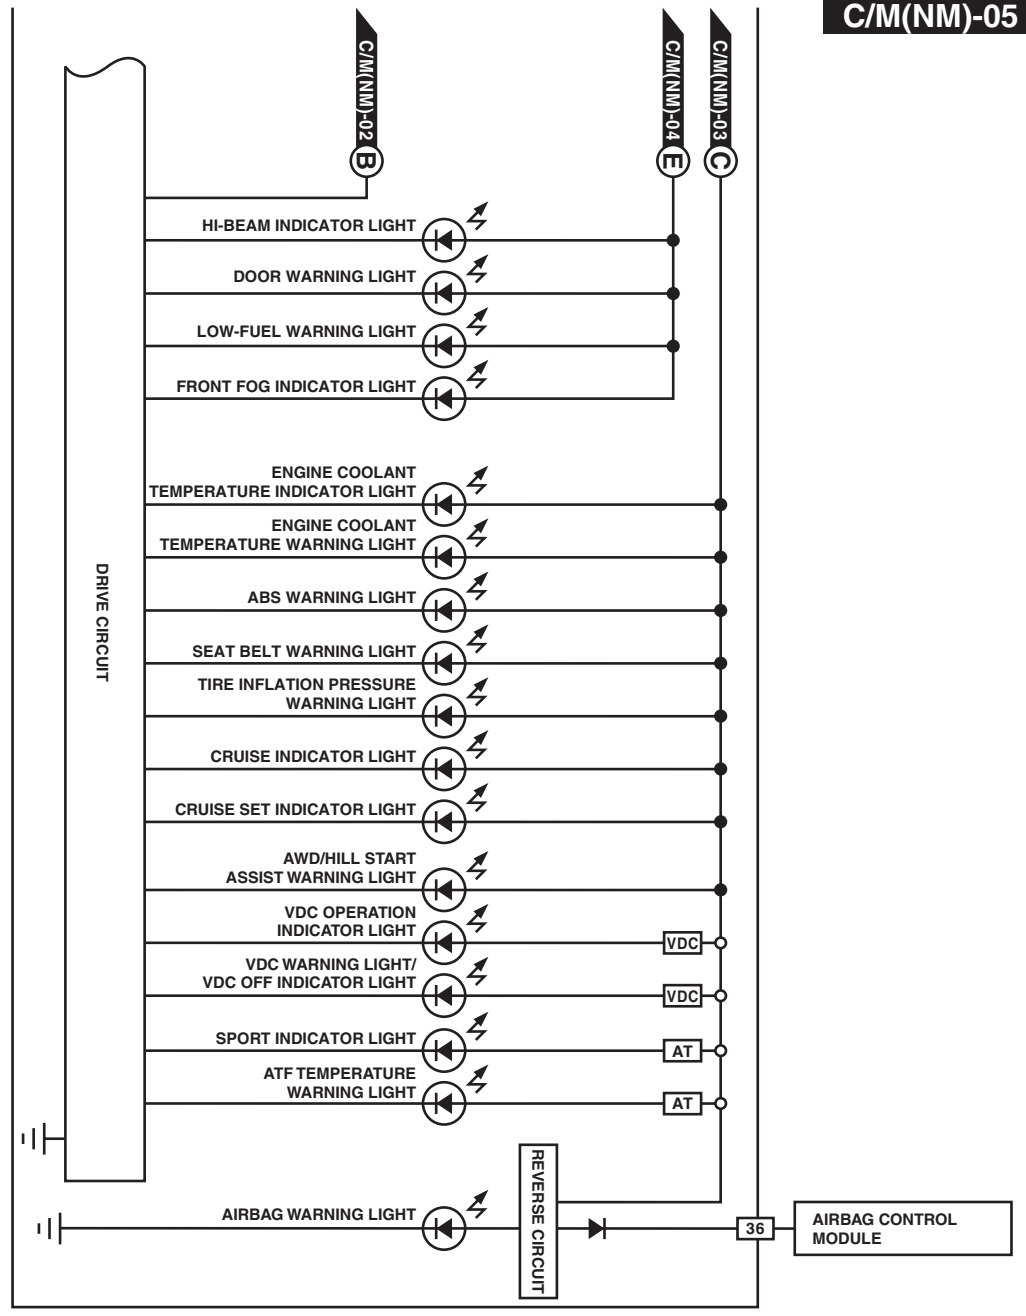 C/M(NM)-05
C/M(NM)-02
B
C/M(NM)-04
E
C/M(NM)-03
C
HI-BEAM INDICATOR LIGHT
DOOR WARNING LIGHT
LOW-FUEL WARNING LIGHT
FRONT FOG INDICATOR LIGHT
ENGINE COOLANT
TEMPERATURE INDICATOR LIGHT
ENGINE COOLANT
TEMPERATURE WARNING LIGHT
DRIVE CIRCUIT
ABS WARNING LIGHT
SEAT BELT WARNING LIGHT
TIRE INFLATION PRESSURE
WARNING LIGHT
CRUISE INDICATOR LIGHT
CRUISE SET INDICATOR LIGHT
AWD/HILL START
ASSIST WARNING LIGHT
VDC OPERATION
INDICATOR LIGHT
VDC
VDC WARNING LIGHT/
VDC OFF INDICATOR LIGHT
VDC
SPORT INDICATOR LIGHT
AT
ATF TEMPERATURE
WARNING LIGHT
AT
REVERSE CIRCUIT
AIRBAG WARNING LIGHT
36
AIRBAG CONTROL
MODULE